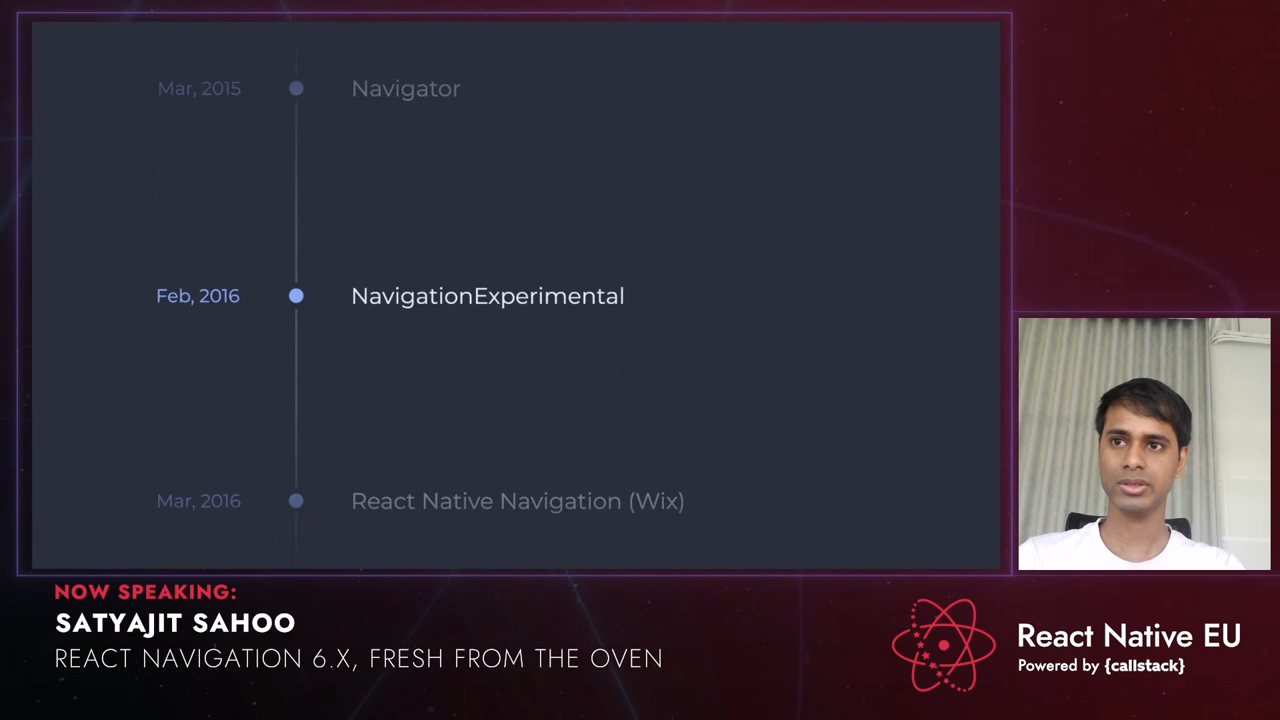 Mar, 2015 Navigator
Feb, 2016 NavigationExperimental
Mar, 2016 React Native Navigation (Wix)
NOW SPEAKING:
SATYAJIT SAHOO
REACT NAVIGATION 6.X, FRESH FROM THE OVEN
React Native EU
Powered by {callstack}